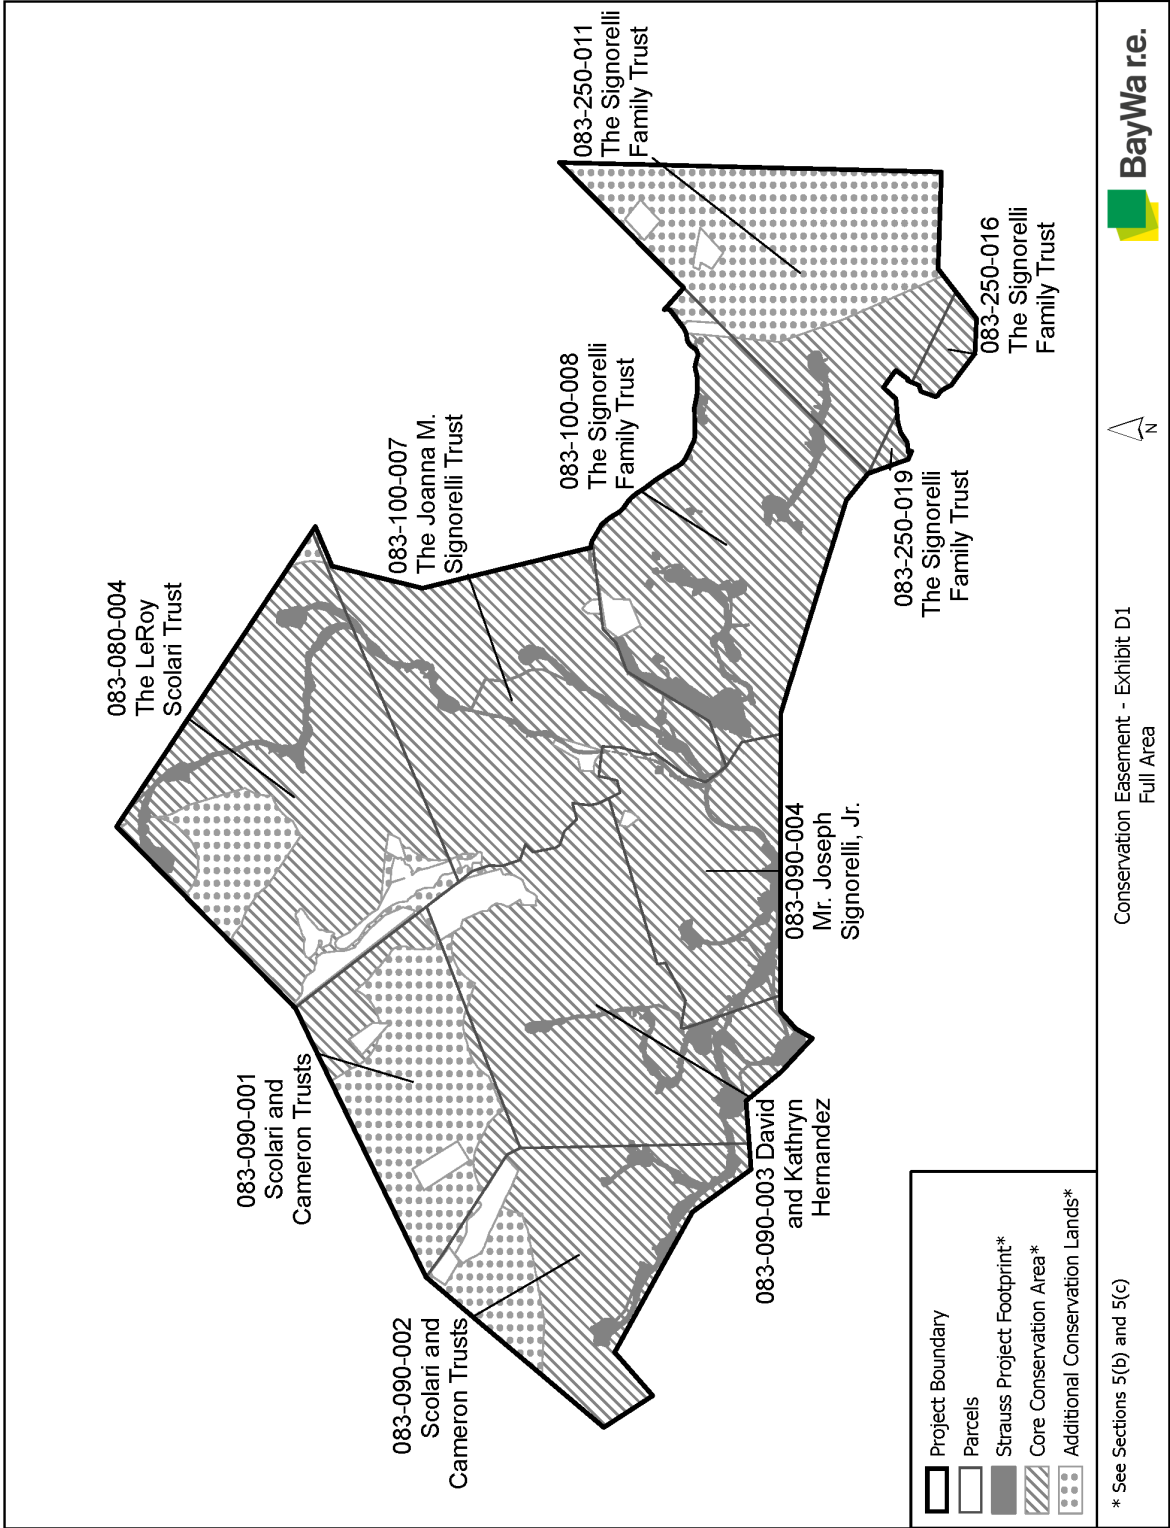 083-250-011
The Signorelli
Family Trust
083-080-004
The LeRoy
Scolari Trust
083-100-007
The Joanna M.
Signorelli Trust
083-100-008
The Signorelli
Family Trust
083-250-016
The Signorelli
Family Trust
083-250-019
The Signorelli
Family Trust
083-090-004
Mr. Joseph
Signorelli, Jr.
083-090-001
Scolari and
Cameron Trusts
083-090-002
Scolari and
Cameron Trusts
083-090-003 David
and Kathryn
Hernandez
Project Boundary
Parcels
Strauss Project Footprint*
Core Conservation Area*
Additional Conservation Lands*
* See Sections 5(b) and 5(c)
Conservation Easement - Exhibit D1
Full Area
N
BayWa r.e.